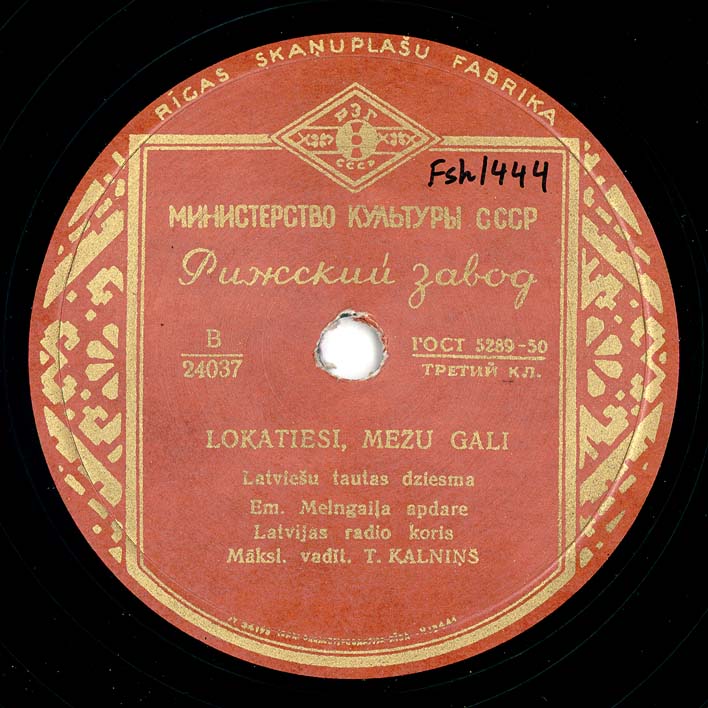 RĪGAS SKAŅUPLAŠU FABRIKA
РЗГ
СССР
Fsh/444
МИНИСТЕРСТВО КУЛЬТУРЫ СССР
Рижский завод
В
24037
ГОСТ 5289-50
ТРЕТИЙ КЛ.
LOKATIESI, MEŽU GALI
Latviešu tautas dziesma
Em. Melngaiļa apdare
Latvijas radio koris
Māksl. vadīt. T. KALNIŅŠ